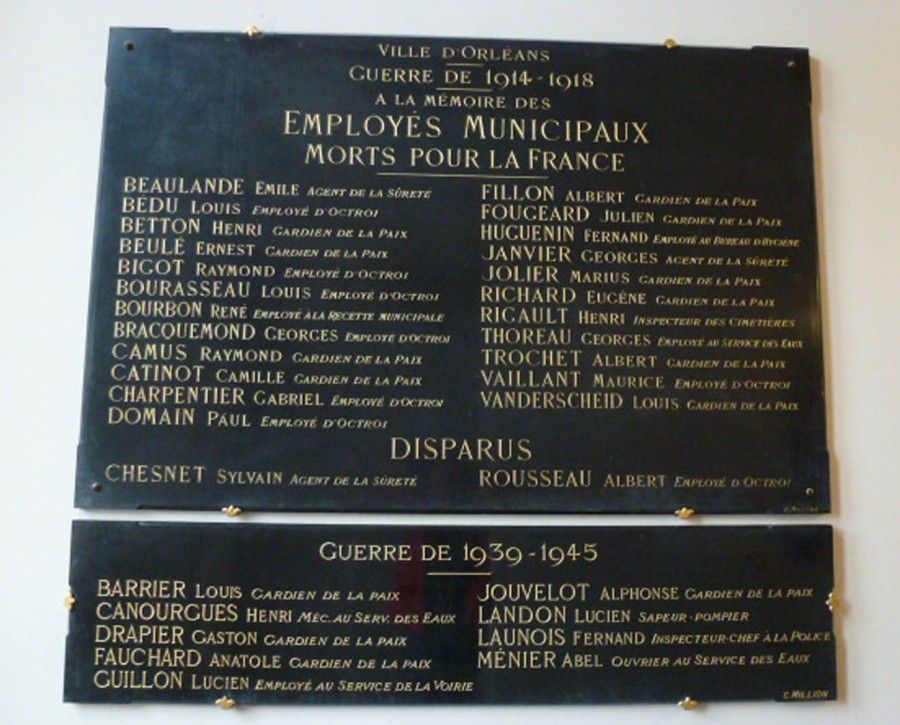 VILLE D'ORLÉANS
GUERRE DE 1914-1918
A LA MÉMOIRE DES
EMPLOYÉS MUNICIPAUX
MORTS POUR LA FRANCE
BEAULANDE EMILE AGENT DE LA SÛRETÉ
BEDU LOUIS EMPLOYÉ D'OCTROI
BETTON HENRI GARDIEN DE LA PAIX
BEULÉ ERNEST GARDIEN DE LA PAIX
BIGOT RAYMOND EMPLOYÉ D'OCTROI
BOURASSEAU LOUIS EMPLOYÉ D'OCTROI
BOURBON RENÉ EMPLOYÉ À LA RECETTE MUNICIPALE
BRACQUEMOND GEORGES EMPLOYÉ D'OCTROI
CAMUS RAYMOND GARDIEN DE LA PAIX
CATINOT CAMILLE GARDIEN DE LA PAIX
CHARPENTIER GABRIEL EMPLOYÉ D'OCTROI
DOMAIN PAUL EMPLOYÉ D'OCTROI
FILLON ALBERT GARDIEN DE LA PAIX
FOUGEARD JULIEN GARDIEN DE LA PAIX
HUGUENIN FERNAND EMPLOYÉ AU BUREAU D'HYGIÈNE
JANVIER GEORGES AGENT DE LA SÛRETÉ
JOLIER MARIUS GARDIEN DE LA PAIX
RICHARD EUGÈNE GARDIEN DE LA PAIX
RIGAULT HENRI INSPECTEUR DES CIMETIÈRES
THOREAU GEORGES EMPLOYÉ AU SERVICE DES EAUX
TROCHET ALBERT GARDIEN DE LA PAIX
VAILLANT MAURICE EMPLOYÉ D'OCTROI
VANDERSCHEID LOUIS GARDIEN DE LA PAIX
DISPARUS
CHESNET SYLVAIN AGENT DE LA SÛRETÉ
ROUSSEAU ALBERT EMPLOYÉ D'OCTROI
C. MILLION
GUERRE DE 1939-1945
BARRIER LOUIS GARDIEN DE LA PAIX
CANOURGUES HENRI MÉC. AU SERV. DES EAUX
DRAPIER GASTON GARDIEN DE LA PAIX
FAUCHARD ANATOLE GARDIEN DE LA PAIX
GUILLON LUCIEN EMPLOYÉ AU SERVICE DE LA VOIRIE
JOUVELOT ALPHONSE GARDIEN DE LA PAIX
LANDON LUCIEN SAPEUR-POMPIER
LAUNOIS FERNAND INSPECTEUR-CHEF À LA POLICE
MÉNIER ABEL OUVRIER AU SERVICE DES EAUX
C. MILLION